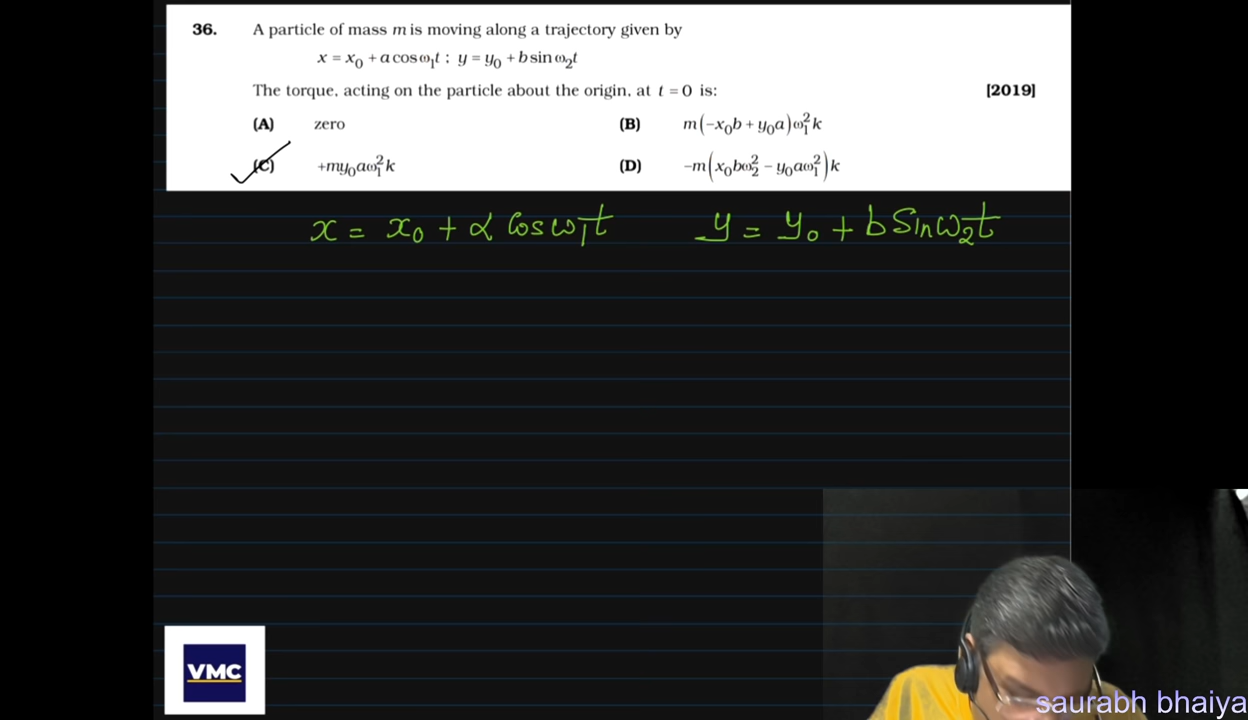 36. A particle of mass m is moving along a trajectory given by
x = x₀ + a cos ω₁t ; y = y₀ + b sin ω₂t
The torque, acting on the particle about the origin, at t = 0 is: [2019]
(A) zero (B) m(−x₀b + y₀a)ω₁²k
(C) +my₀aω₁²k (D) −m(x₀bω₂² − y₀aω₁²)k
x = x₀ + α Cos ω₁t y = y₀ + b Sin ω₂t
VMC
saurabh bhaiya